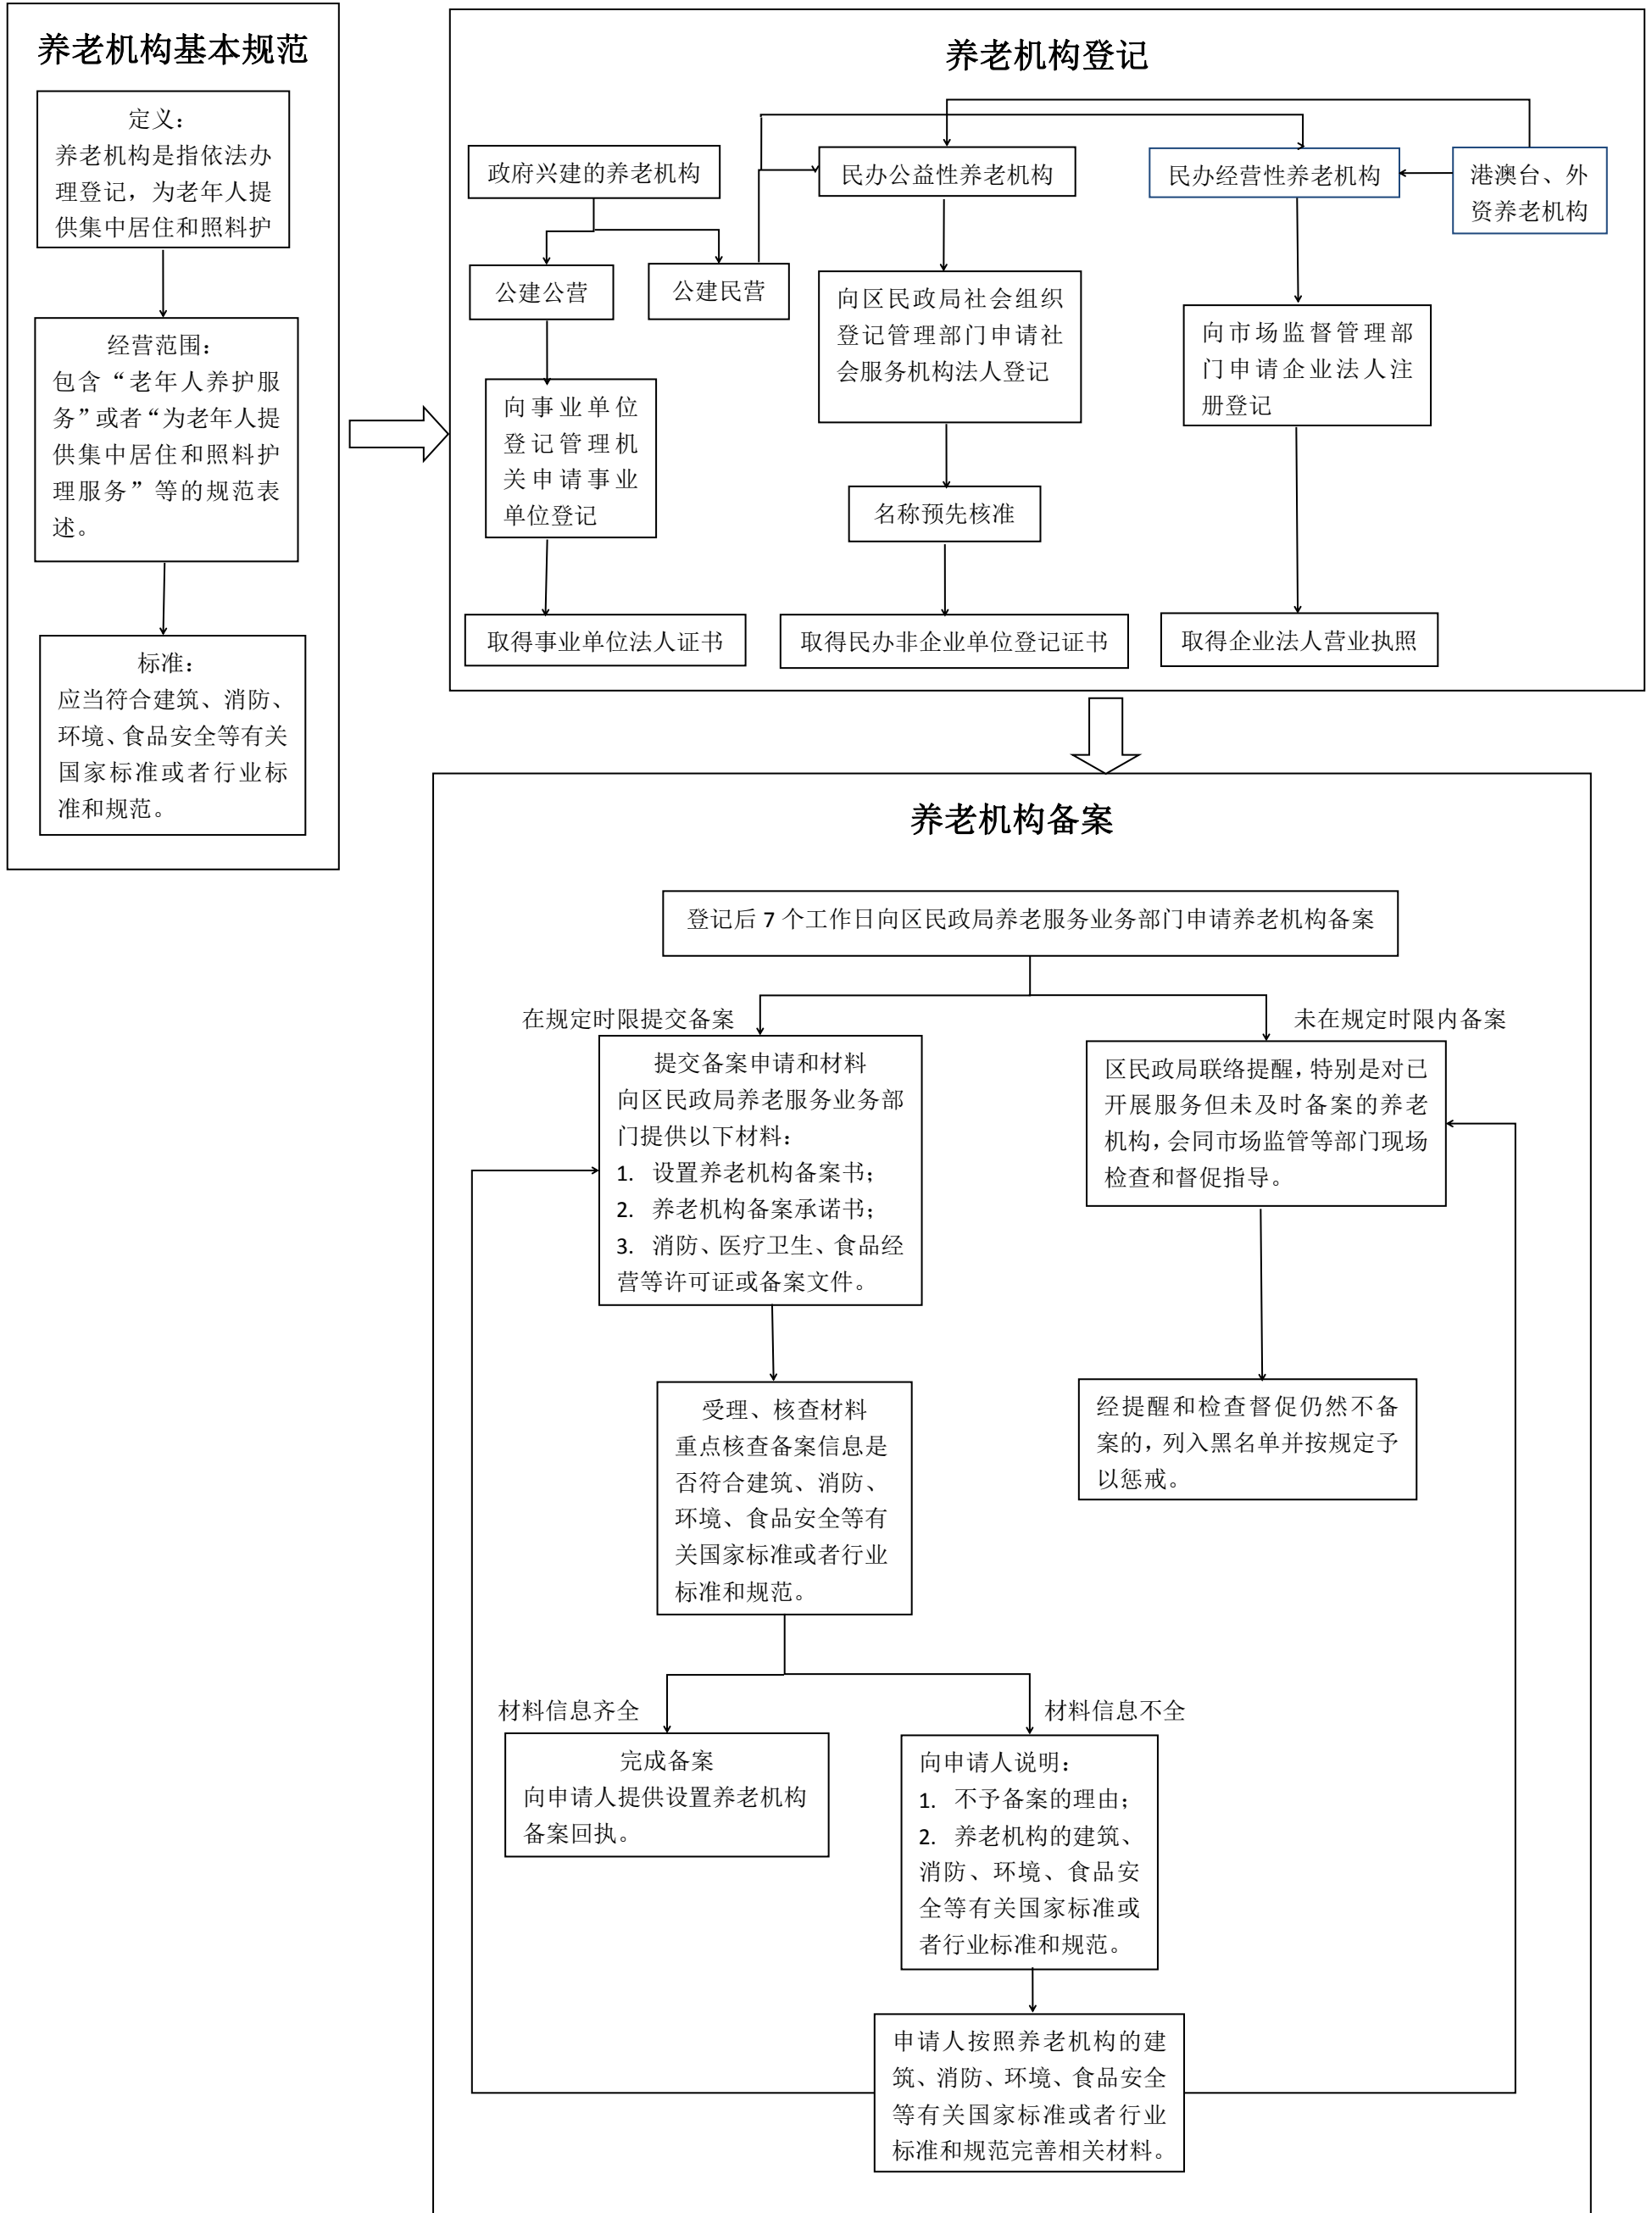 养老机构基本规范
定义：
养老机构是指依法办
理登记，为老年人提
供集中居住和照料护
经营范围：
包含“老年人养护服
务”或者“为老年人提
供集中居住和照料护
理服务”等的规范表
述。
标准：
应当符合建筑、消防、
环境、食品安全等有关
国家标准或者行业标
准和规范。
养老机构登记
政府兴建的养老机构
民办公益性养老机构
民办经营性养老机构
港澳台、外
资养老机构
公建公营
公建民营
向区民政局社会组织
登记管理部门申请社
会服务机构法人登记
向市场监督管理部
门申请企业法人注
册登记
向事业单位
登记管理机
关申请事业
单位登记
名称预先核准
取得事业单位法人证书
取得民办非企业单位登记证书
取得企业法人营业执照
养老机构备案
登记后 7 个工作日向区民政局养老服务业务部门申请养老机构备案
在规定时限提交备案
未在规定时限内备案
提交备案申请和材料
向区民政局养老服务业务部
门提供以下材料：
1. 设置养老机构备案书；
2. 养老机构备案承诺书；
3. 消防、医疗卫生、食品经
营等许可证或备案文件。
区民政局联络提醒，特别是对已
开展服务但未及时备案的养老
机构，会同市场监管等部门现场
检查和督促指导。
受理、核查材料
重点核查备案信息是
否符合建筑、消防、
环境、食品安全等有
关国家标准或者行业
标准和规范。
经提醒和检查督促仍然不备
案的，列入黑名单并按规定予
以惩戒。
材料信息齐全
材料信息不全
完成备案
向申请人提供设置养老机构
备案回执。
向申请人说明：
1. 不予备案的理由；
2. 养老机构的建筑、
消防、环境、食品安
全等有关国家标准或
者行业标准和规范。
申请人按照养老机构的建
筑、消防、环境、食品安全
等有关国家标准或者行业
标准和规范完善相关材料。